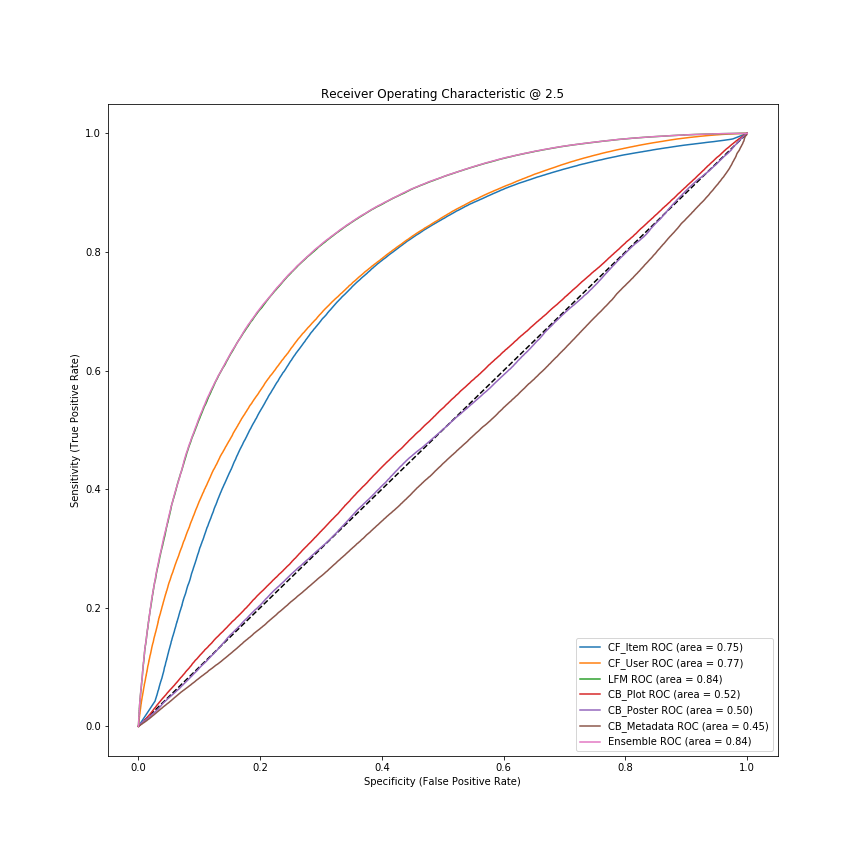 Receiver Operating Characteristic @ 2.5
Sensitivity (True Positive Rate)
1.0
0.8
0.6
0.4
0.2
0.0
0.0 0.2 0.4 0.6 0.8 1.0
Specificity (False Positive Rate)
CF_Item ROC (area = 0.75)
CF_User ROC (area = 0.77)
LFM ROC (area = 0.84)
CB_Plot ROC (area = 0.52)
CB_Poster ROC (area = 0.50)
CB_Metadata ROC (area = 0.45)
Ensemble ROC (area = 0.84)